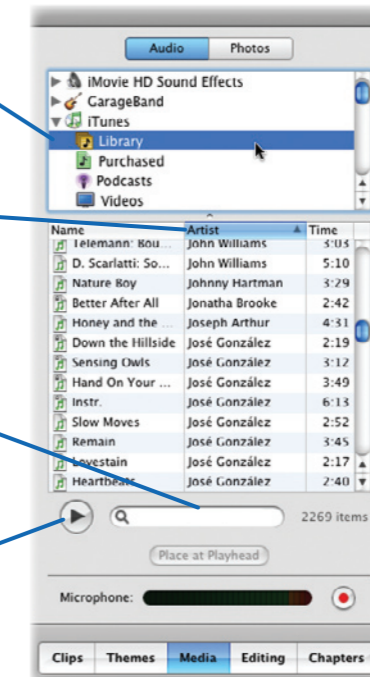 Audio Photos
iMovie HD Sound Effects
GarageBand
iTunes
Library
Purchased
Podcasts
Videos
Name Artist Time
Telemann: Bou... John Williams 3:03
D. Scarlatti: So... John Williams 5:10
Nature Boy Johnny Hartman 3:29
Better After All Jonatha Brooke 2:42
Honey and the ... Joseph Arthur 4:31
Down the Hillside José González 2:19
Sensing Owls José González 3:12
Hand On Your ... José González 3:49
Instr. José González 6:13
Slow Moves José González 2:52
Remain José González 3:45
Lovestain José González 2:17
Heartbeats José González 2:40
2269 items
Place at Playhead
Microphone:
Clips Themes Media Editing Chapters